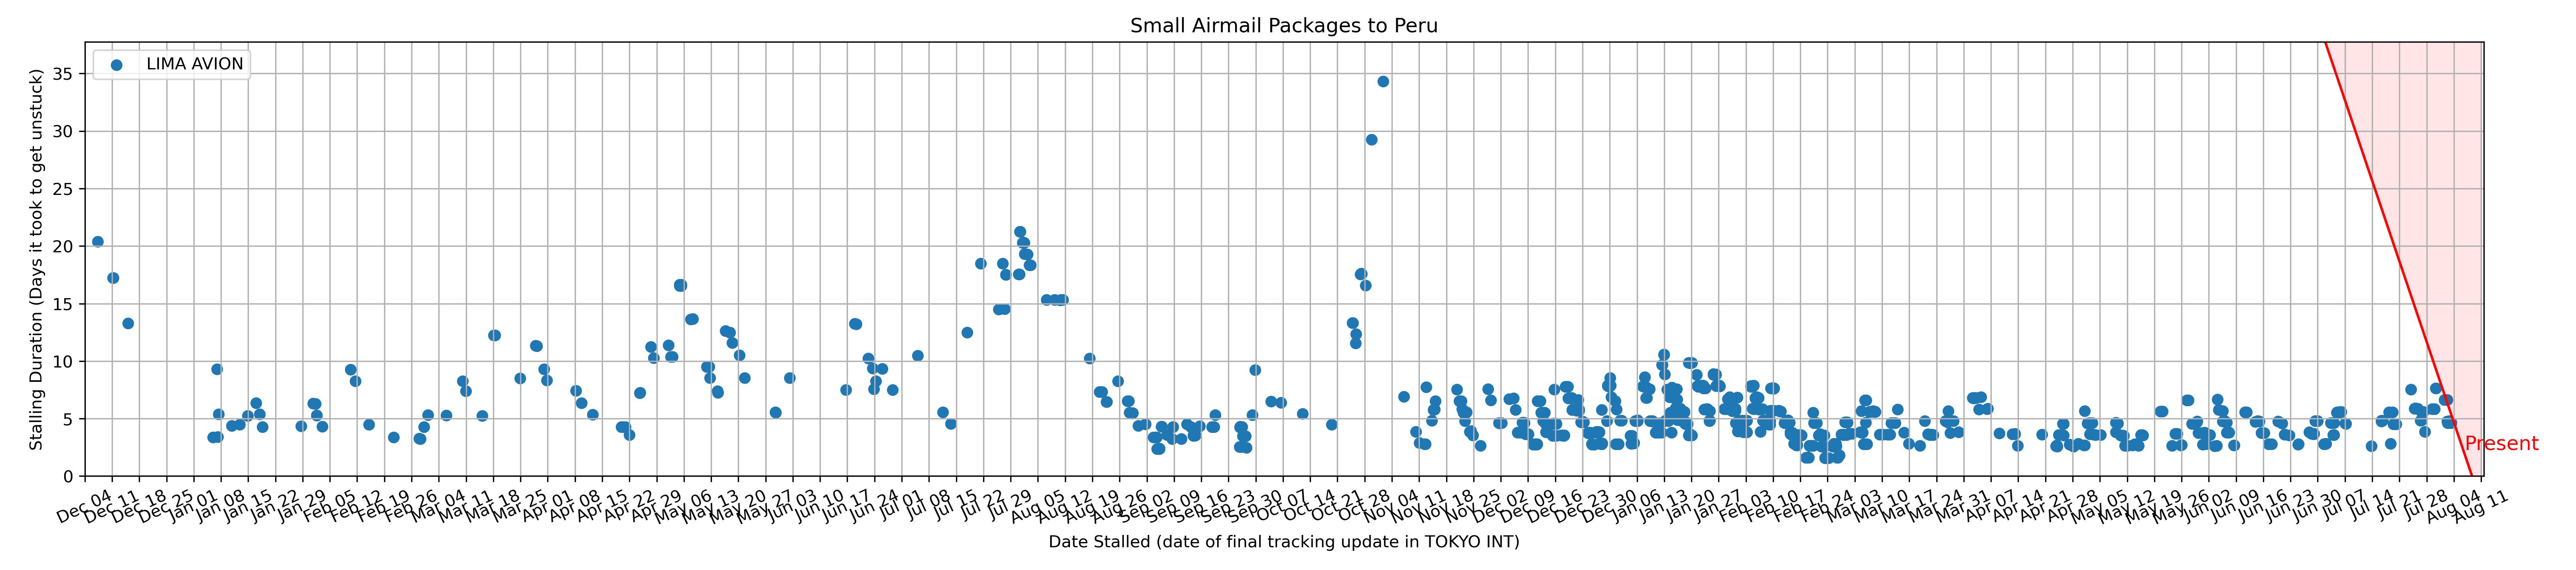 Small Airmail Packages to Peru
LIMA AVION
35
30
25
20
15
10
5
0
Stalling Duration (Days it took to get unstuck)
Present
Dec 04
Dec 11
Dec 18
Dec 25
Jan 01
Jan 08
Jan 15
Jan 22
Jan 29
Feb 05
Feb 12
Feb 19
Feb 26
Mar 04
Mar 11
Mar 18
Mar 25
Apr 01
Apr 08
Apr 15
Apr 22
Apr 29
May 06
May 13
May 20
May 27
Jun 03
Jun 10
Jun 17
Jun 24
Jul 01
Jul 08
Jul 15
Jul 22
Jul 29
Aug 05
Aug 12
Aug 19
Aug 26
Sep 02
Sep 09
Sep 16
Sep 23
Sep 30
Oct 07
Oct 14
Oct 21
Oct 28
Nov 04
Nov 11
Nov 18
Nov 25
Dec 02
Dec 09
Dec 16
Dec 23
Dec 30
Jan 06
Jan 13
Jan 20
Jan 27
Feb 03
Feb 10
Feb 17
Feb 24
Mar 03
Mar 10
Mar 17
Mar 24
Mar 31
Apr 07
Apr 14
Apr 21
Apr 28
May 05
May 12
May 19
May 26
Jun 02
Jun 09
Jun 16
Jun 23
Jun 30
Jul 07
Jul 14
Jul 21
Jul 28
Aug 04
Aug 11
Date Stalled (date of final tracking update in TOKYO INT)